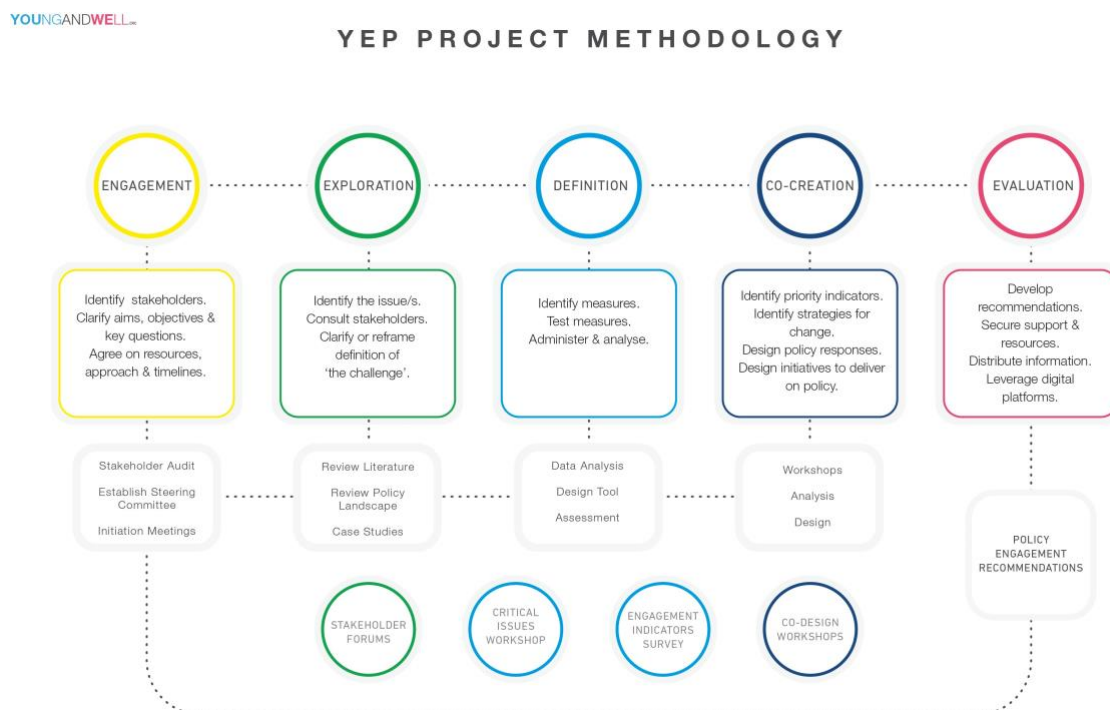 YOUNGANDWELL.ORG
YEP PROJECT METHODOLOGY
ENGAGEMENT
EXPLORATION
DEFINITION
CO-CREATION
EVALUATION
Identify stakeholders.
Clarify aims, objectives &
key questions.
Agree on resources,
approach & timelines.
Identify the issue/s.
Consult stakeholders.
Clarify or reframe
definition of
‘the challenge’.
Identify measures.
Test measures.
Administer & analyse.
Identify priority indicators.
Identify strategies for
change.
Design policy responses.
Design initiatives to deliver
on policy.
Develop
recommendations.
Secure support &
resources.
Distribute information.
Leverage digital
platforms.
Stakeholder Audit
Establish Steering
Committee
Initiation Meetings
Review Literature
Review Policy
Landscape
Case Studies
Data Analysis
Design Tool
Assessment
Workshops
Analysis
Design
POLICY
ENGAGEMENT
RECOMMENDATIONS
STAKEHOLDER
FORUMS
CRITICAL
ISSUES
WORKSHOP
ENGAGEMENT
INDICATORS
SURVEY
CO-DESIGN
WORKSHOPS